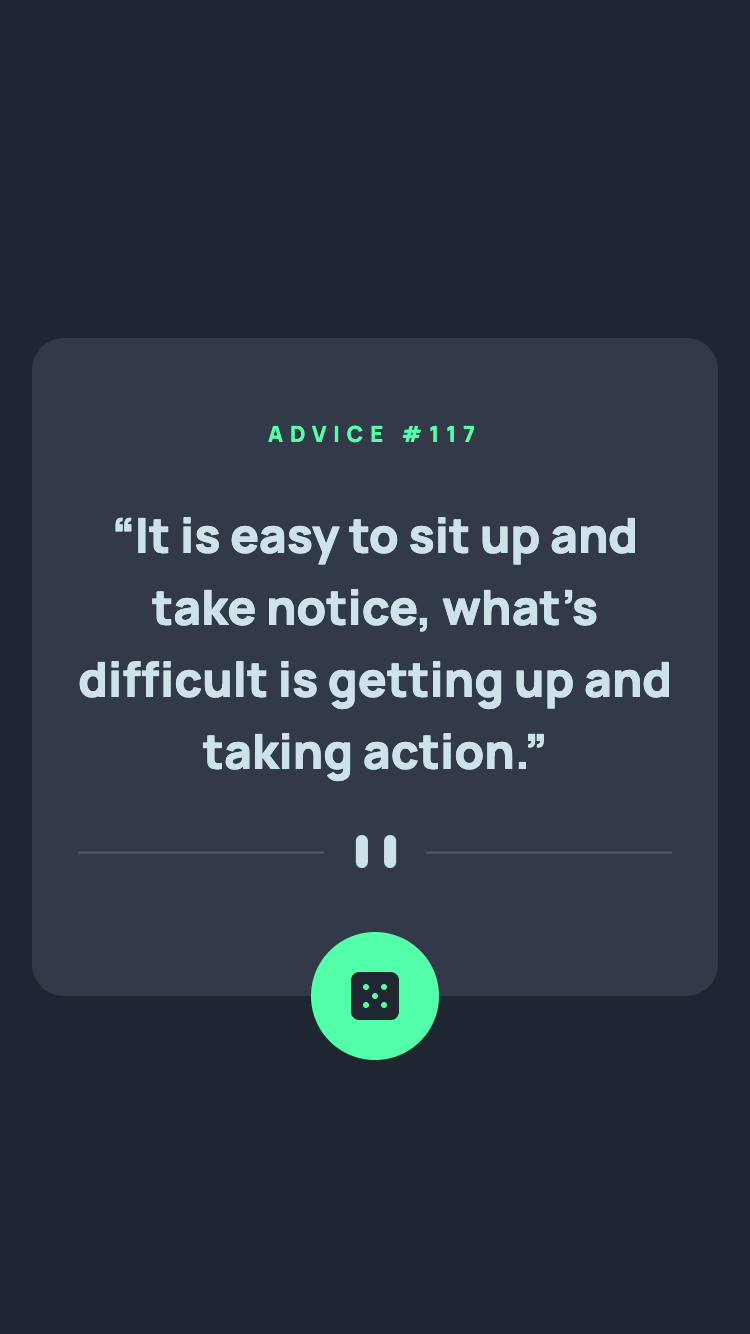 ADVICE #117
“It is easy to sit up and
take notice, what’s
difficult is getting up and
taking action.”